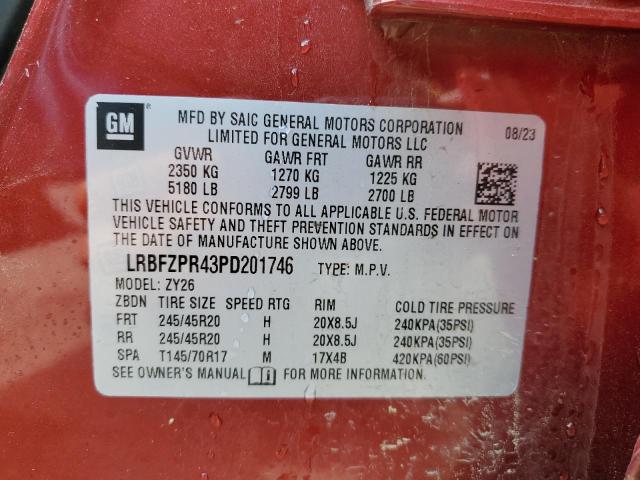 GM ®
MFD BY SAIC GENERAL MOTORS CORPORATION 08/23
LIMITED FOR GENERAL MOTORS LLC
GVWR GAWR FRT GAWR RR
2350 KG 1270 KG 1225 KG
5180 LB 2799 LB 2700 LB
THIS VEHICLE CONFORMS TO ALL APPLICABLE U.S. FEDERAL MOTOR
VEHICLE SAFETY AND THEFT PREVENTION STANDARDS IN EFFECT ON
THE DATE OF MANUFACTURE SHOWN ABOVE.
LRBFZPR43PD201746 TYPE: M.P.V.
MODEL: ZY26
ZBDN TIRE SIZE SPEED RTG RIM COLD TIRE PRESSURE
FRT 245/45R20 H 20X8.5J 240KPA(35PSI)
RR 245/45R20 H 20X8.5J 240KPA(35PSI)
SPA T145/70R17 M 17X4B 420KPA(60PSI)
SEE OWNER'S MANUAL FOR MORE INFORMATION.